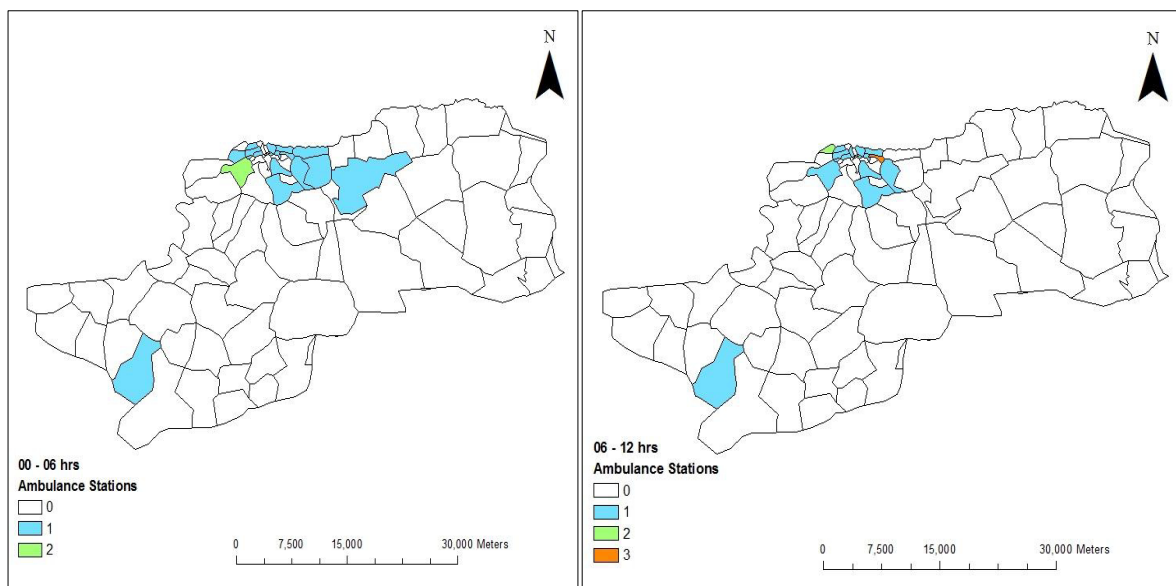 N
00 - 06 hrs
Ambulance Stations
0
1
2
0 7,500 15,000 30,000 Meters
N
06 - 12 hrs
Ambulance Stations
0
1
2
3
0 7,500 15,000 30,000 Meters